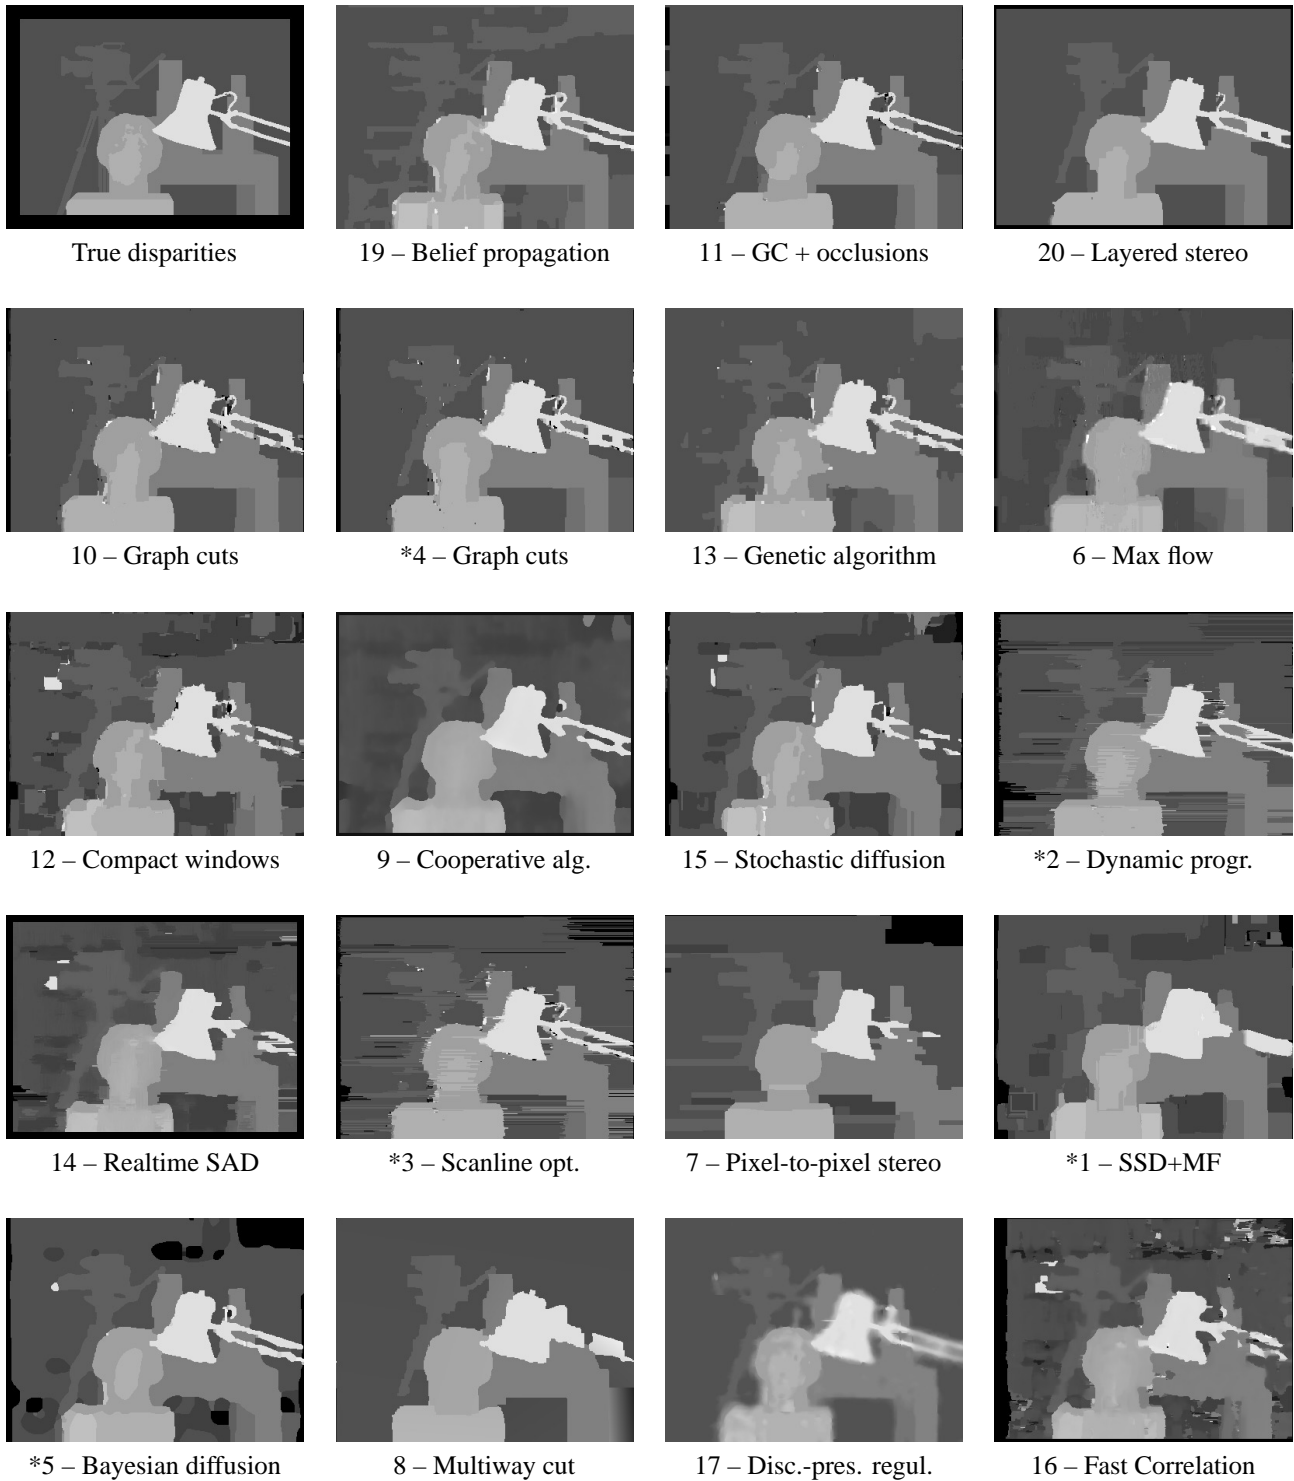 True disparities
19 – Belief propagation
11 – GC + occlusions
20 – Layered stereo
10 – Graph cuts
*4 – Graph cuts
13 – Genetic algorithm
6 – Max flow
12 – Compact windows
9 – Cooperative alg.
15 – Stochastic diffusion
*2 – Dynamic progr.
14 – Realtime SAD
*3 – Scanline opt.
7 – Pixel-to-pixel stereo
*1 – SSD+MF
*5 – Bayesian diffusion
8 – Multiway cut
17 – Disc.-pres. regul.
16 – Fast Correlation